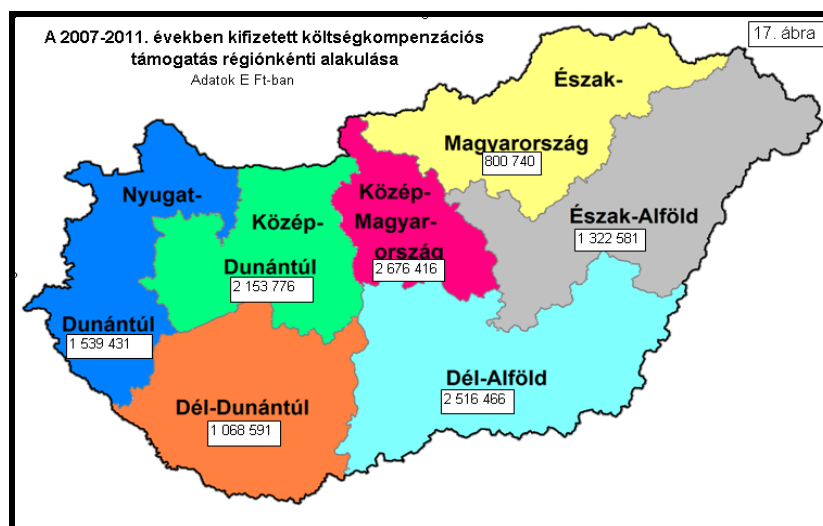 A 2007-2011. években kifizetett költségkompenzációs
támogatás régiónkénti alakulása
Adatok E Ft-ban
17. ábra
Észak-
Magyarország
800 740
Nyugat-
Dunántúl
1 539 431
Közép-
Dunántúl
2 153 776
Közép-
Magyar-
ország
2 676 416
Észak-Alföld
1 322 581
Dél-Alföld
2 516 466
Dél-Dunántúl
1 068 591